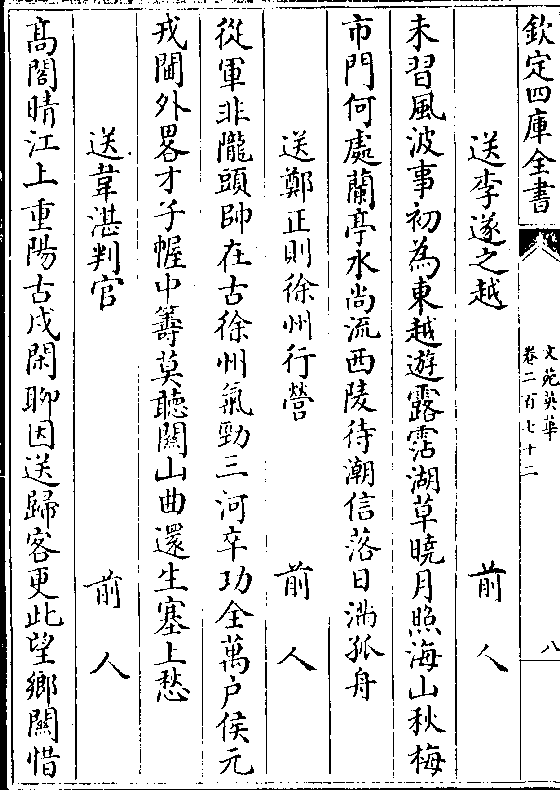 欽定四庫全書
文苑英華
卷二百七十二
八
送李遂之越　前人
未習風波事初為東越遊露霑湖草曉月照海山秋梅
市門何處蘭亭水尚流西陵待潮信落日滿孤舟
送鄭正則徐州行營　前人
從軍非隴頭帥在古徐州氣勁三河卒功全萬户侯元
戎閫外畧才子幄中籌莫聽關山曲還生塞上愁
送韋湛判官　前人
髙閣晴江上重陽古戍閑聊因送歸客更此望鄉闗惜